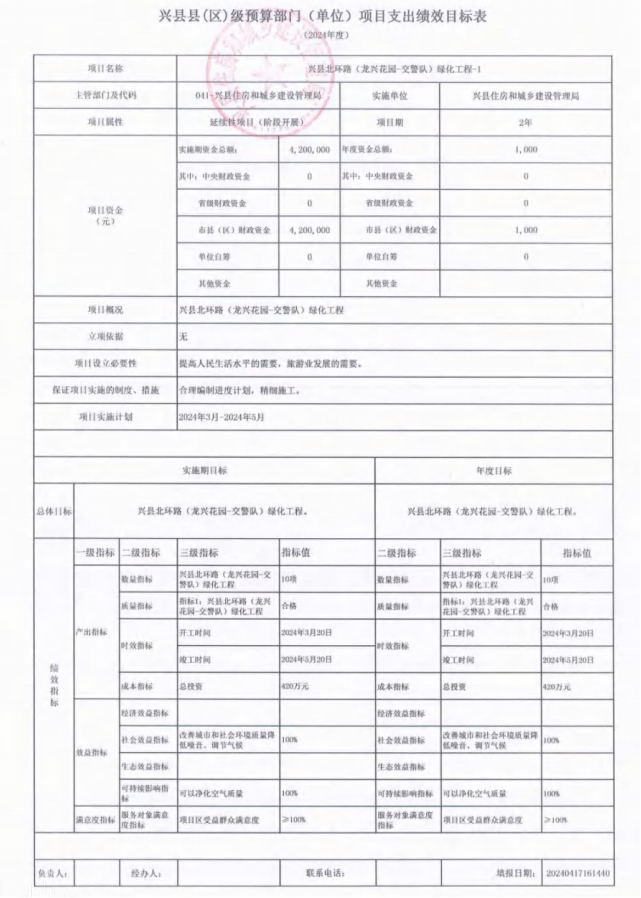 兴县县(区)级预算部门(单位)项目支出绩效目标表
(2024年度)
项目名称 兴县北环路(龙兴花园-交警队)绿化工程-1
主管部门及代码 041-兴县住房和城乡建设管理局 实施单位 兴县住房和城乡建设管理局
项目属性 延续性项目(阶段开展) 项目期 2年
项目资金
(元)
实施期资金总额: 4,200,000 年度资金总额: 1,000
其中:中央财政资金 0 其中:中央财政资金 0
省级财政资金 0 省级财政资金 0
市县(区)财政资金 4,200,000 市县(区)财政资金 1,000
单位自筹 0 单位自筹 0
其他资金 其他资金
项目概况 兴县北环路(龙兴花园-交警队)绿化工程
立项依据 无
项目设立必要性 提高人民生活水平的需要,旅游业发展的需要。
保证项目实施的制度、措施 合理编制进度计划,精细施工。
项目实施计划 2024年3月-2024年5月
实施期目标 年度目标
总体目标 兴县北环路(龙兴花园-交警队)绿化工程。 兴县北环路(龙兴花园-交警队)绿化工程。
绩效指标
一级指标 二级指标 三级指标 指标值 二级指标 三级指标 指标值
产出指标
数量指标 兴县北环路(龙兴花园-交警队)绿化工程 10项 数量指标 兴县北环路(龙兴花园-交警队)绿化工程 10项
质量指标 指标1:兴县北环路(龙兴花园-交警队)绿化工程 合格 质量指标 指标1:兴县北环路(龙兴花园-交警队)绿化工程 合格
时效指标 开工时间 2024年3月20日 时效指标 开工时间 2024年3月20日
竣工时间 2024年5月20日 竣工时间 2024年5月20日
成本指标 总投资 420万元 成本指标 总投资 420万元
效益指标
经济效益指标 经济效益指标
社会效益指标 改善城市和社会环境质量降低噪音、调节气候 100% 社会效益指标 改善城市和社会环境质量降低噪音、调节气候 100%
生态效益指标 生态效益指标
可持续影响指标 可以净化空气质量 100% 可持续影响指标 可以净化空气质量 100%
满意度指标 服务对象满意度指标 项目区受益群众满意度 ≥100% 服务对象满意度指标 项目区受益群众满意度 ≥100%
负责人: 经办人: 联系电话: 填报日期: 20240417161440